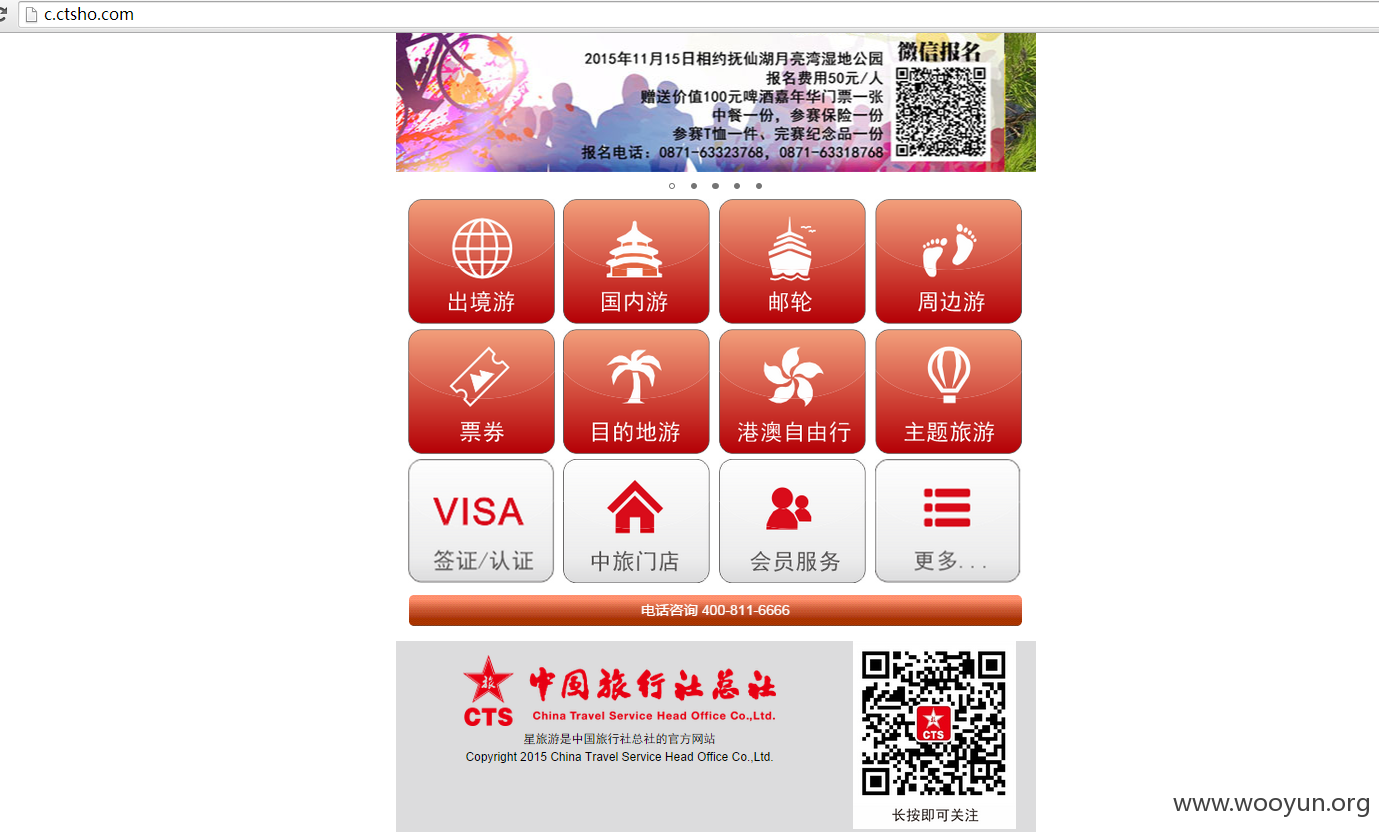 c.ctsho.com
2015年11月15日相约抚仙湖月亮湾湿地公园
报名费用50元/人
赠送价值100元啤酒嘉年华门票一张
中餐一份，参赛保险一份
参赛T恤一件、完赛纪念品一份
报名电话：0871-63323768，0871-63318768
微信报名
出境游
国内游
邮轮
周边游
票券
目的地游
港澳自由行
主题旅游
VISA
签证/认证
中旅门店
会员服务
更多...
电话咨询 400-811-6666
CTS
中国旅行社总社
China Travel Service Head Office Co.,Ltd.
星旅游是中国旅行社总社的官方网站
Copyright 2015 China Travel Service Head Office Co.,Ltd.
CTS
长按即可关注
www.wooyun.org